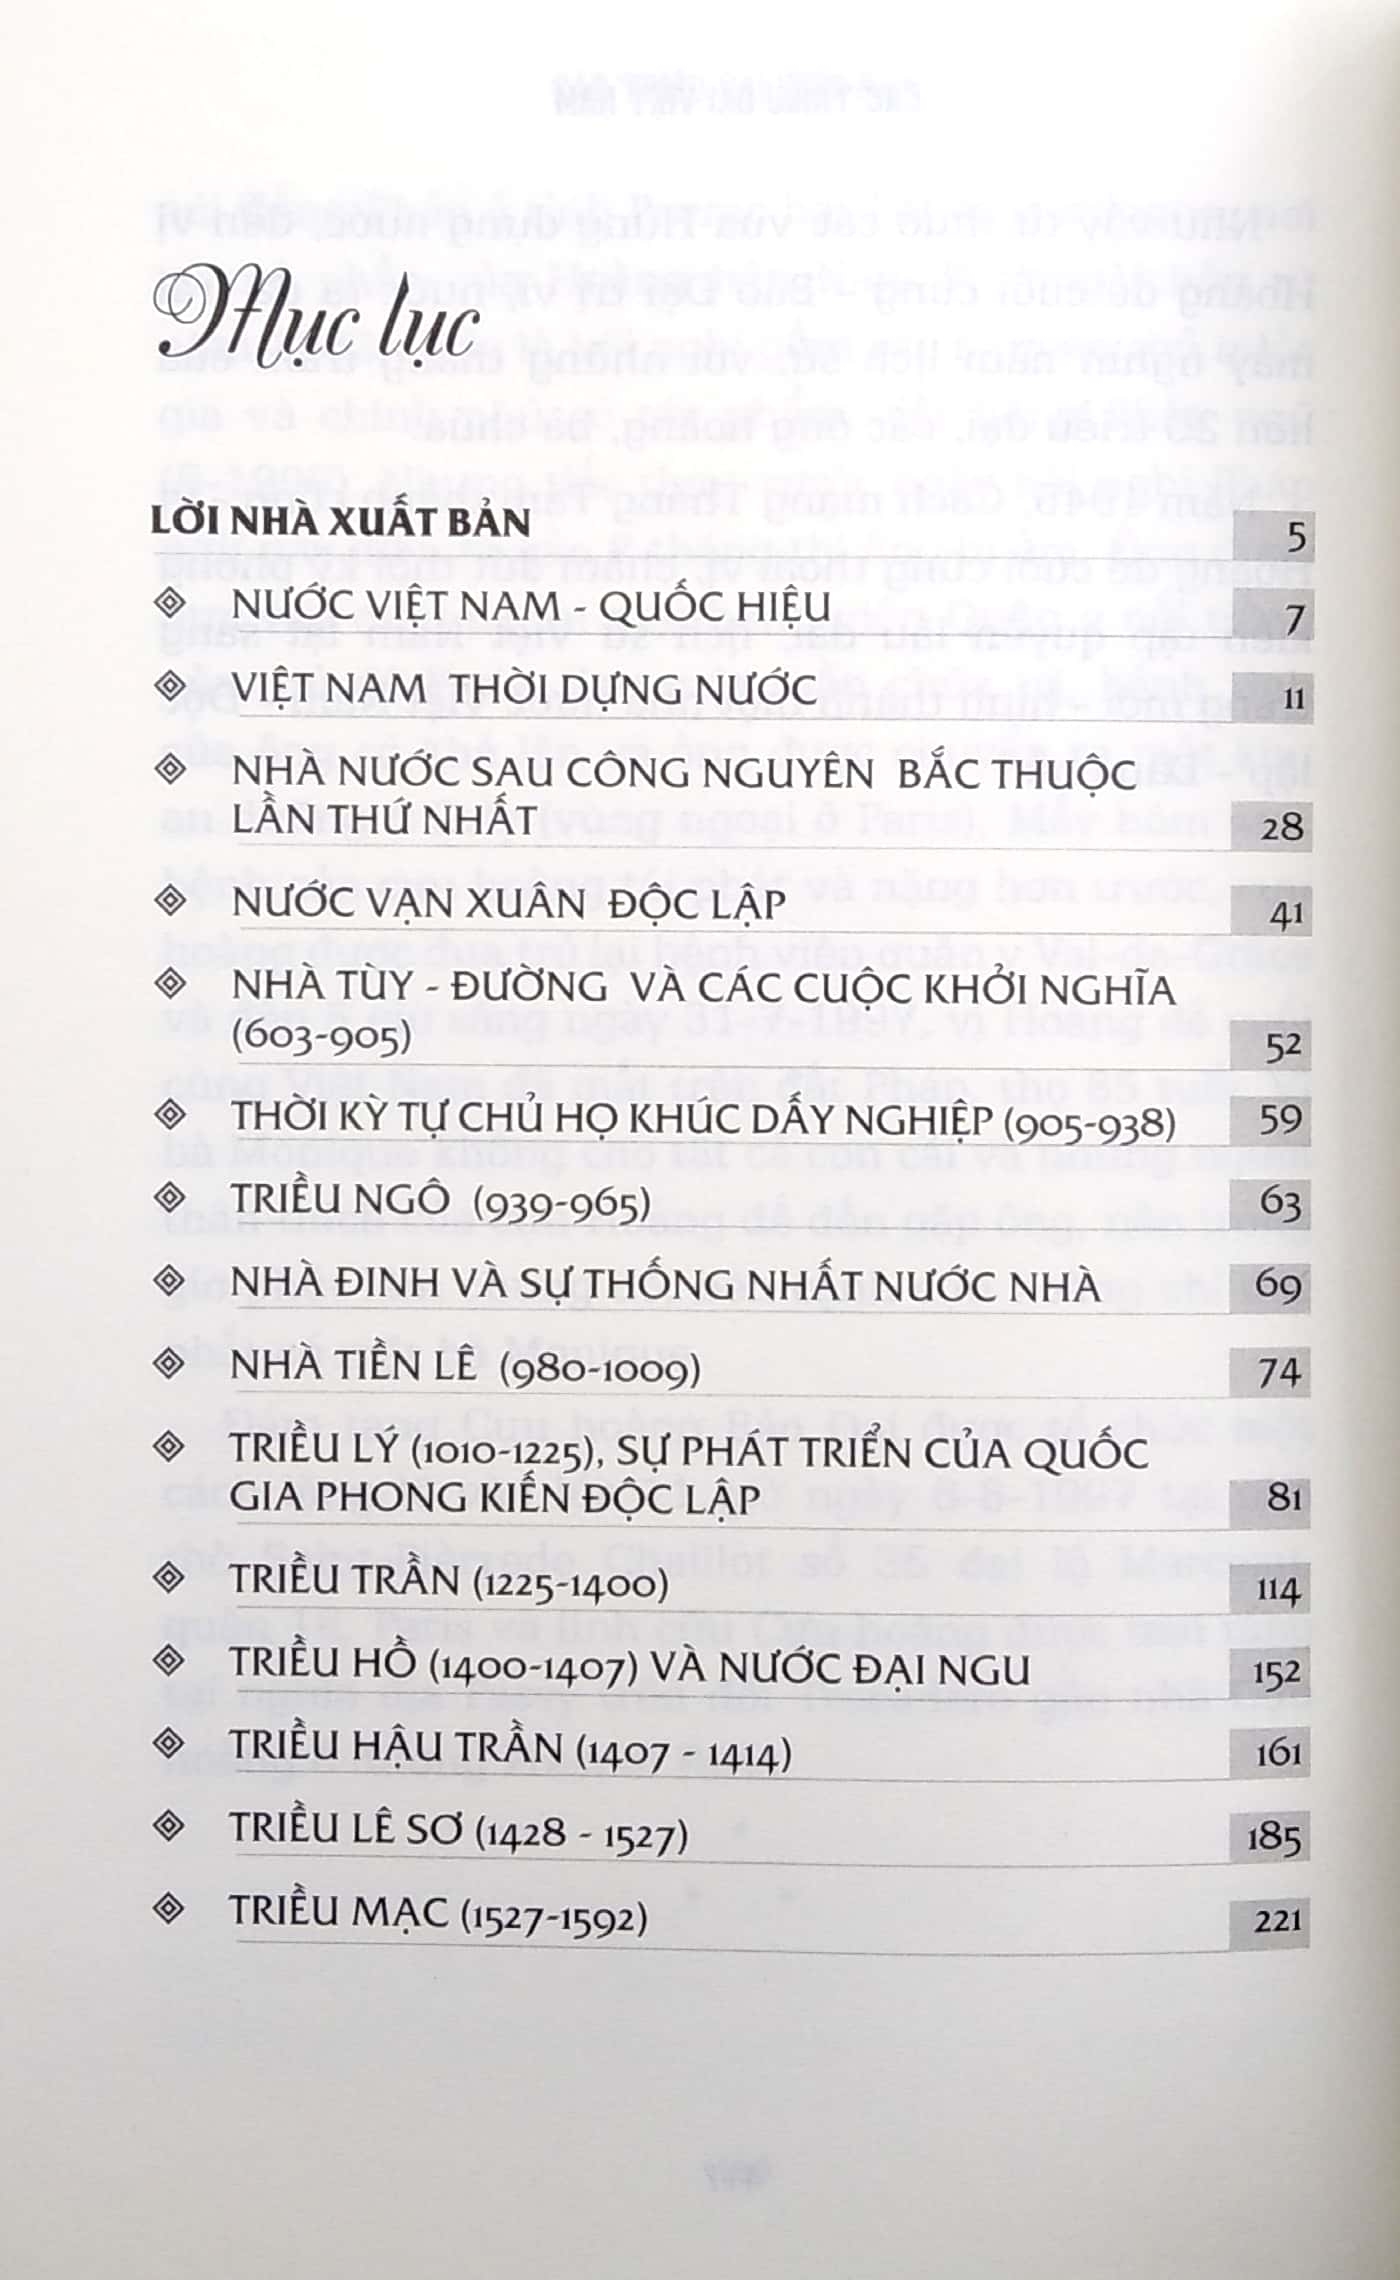 Mục lục
LỜI NHÀ XUẤT BẢN 5
NƯỚC VIỆT NAM - QUỐC HIỆU 7
VIỆT NAM THỜI DỰNG NƯỚC 11
NHÀ NƯỚC SAU CÔNG NGUYÊN BẮC THUỘC
LẦN THỨ NHẤT 28
NƯỚC VẠN XUÂN ĐỘC LẬP 41
NHÀ TÙY - ĐƯỜNG VÀ CÁC CUỘC KHỞI NGHĨA
(603-905) 52
THỜI KỲ TỰ CHỦ HỌ KHÚC DẤY NGHIỆP (905-938) 59
TRIỀU NGÔ (939-965) 63
NHÀ ĐINH VÀ SỰ THỐNG NHẤT NƯỚC NHÀ 69
NHÀ TIỀN LÊ (980-1009) 74
TRIỀU LÝ (1010-1225), SỰ PHÁT TRIỂN CỦA QUỐC
GIA PHONG KIẾN ĐỘC LẬP 81
TRIỀU TRẦN (1225-1400) 114
TRIỀU HỒ (1400-1407) VÀ NƯỚC ĐẠI NGU 152
TRIỀU HẬU TRẦN (1407 - 1414) 161
TRIỀU LÊ SƠ (1428 - 1527) 185
TRIỀU MẠC (1527-1592) 221